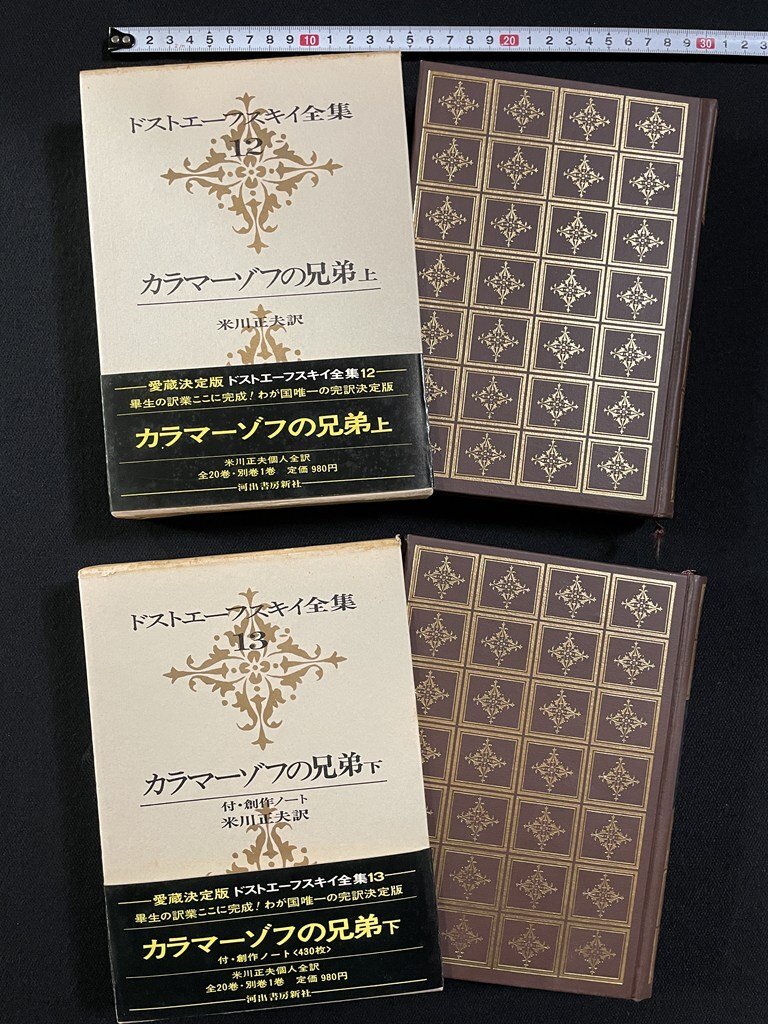 1 2 3 4 5 6 7 8 9 10 1 2 3 4 5 6 7 8 9 20 1 2 3 4 5 6 7 8 9 30 1 2 3
ドストエーフスキイ全集
12
カラマーゾフの兄弟上
米川正夫訳
愛蔵決定版 ドストエーフスキイ全集12
畢生の訳業ここに完成!わが国唯一の完訳決定版
カラマーゾフの兄弟上
米川正夫個人全訳
全20巻・別巻1巻 定価980円
河出書房新社
ドストエーフスキイ全集
13
カラマーゾフの兄弟下
付・創作ノート
米川正夫訳
愛蔵決定版 ドストエーフスキイ全集13
畢生の訳業ここに完成!わが国唯一の完訳決定版
カラマーゾフの兄弟下
付・創作ノート<430枚>
米川正夫個人全訳
全20巻・別巻1巻 定価980円
河出書房新社